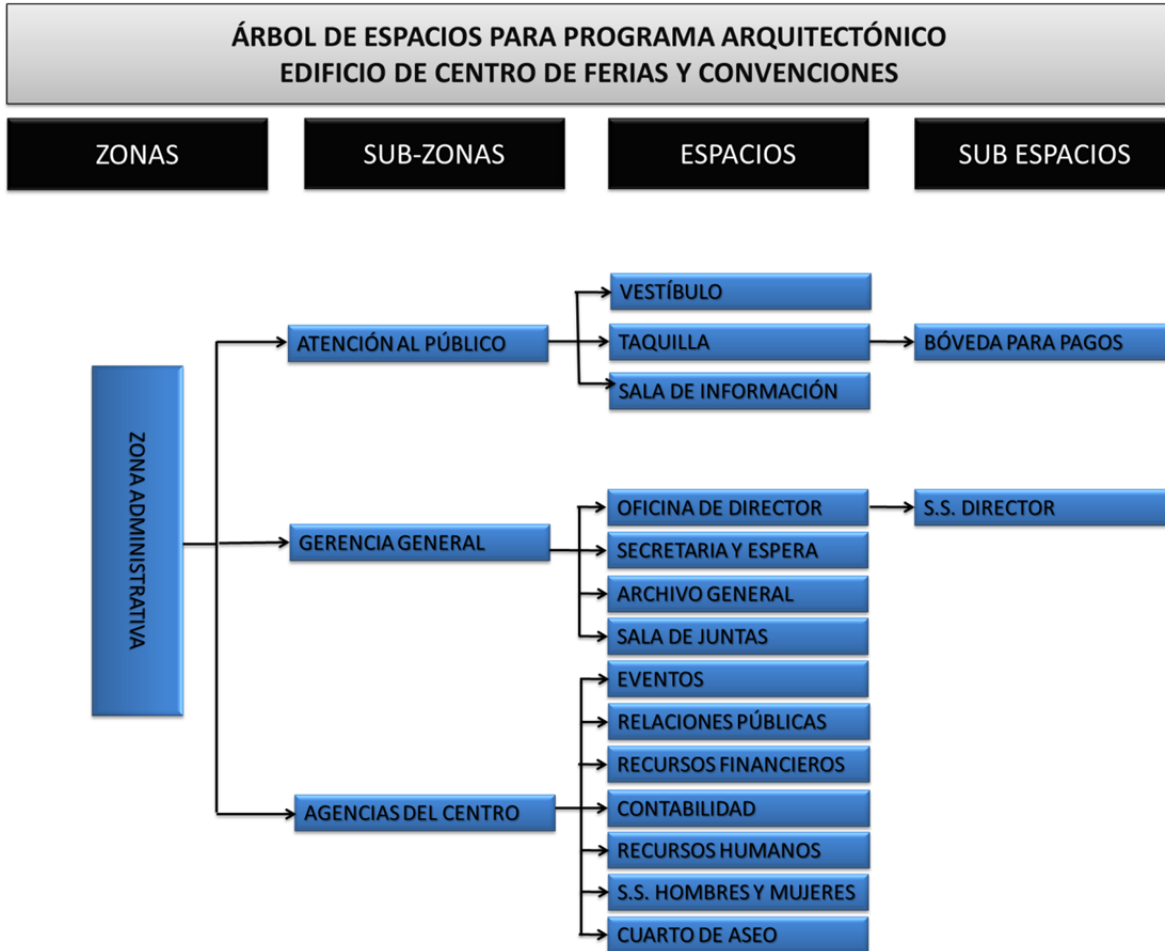 ÁRBOL DE ESPACIOS PARA PROGRAMA ARQUITECTÓNICO
EDIFICIO DE CENTRO DE FERIAS Y CONVENCIONES
ZONAS
SUB-ZONAS
ESPACIOS
SUB ESPACIOS
ZONA ADMINISTRATIVA
ATENCIÓN AL PÚBLICO
VESTÍBULO
TAQUILLA
BÓVEDA PARA PAGOS
SALA DE INFORMACIÓN
GERENCIA GENERAL
OFICINA DE DIRECTOR
S.S. DIRECTOR
SECRETARIA Y ESPERA
ARCHIVO GENERAL
SALA DE JUNTAS
AGENCIAS DEL CENTRO
EVENTOS
RELACIONES PÚBLICAS
RECURSOS FINANCIEROS
CONTABILIDAD
RECURSOS HUMANOS
S.S. HOMBRES Y MUJERES
CUARTO DE ASEO